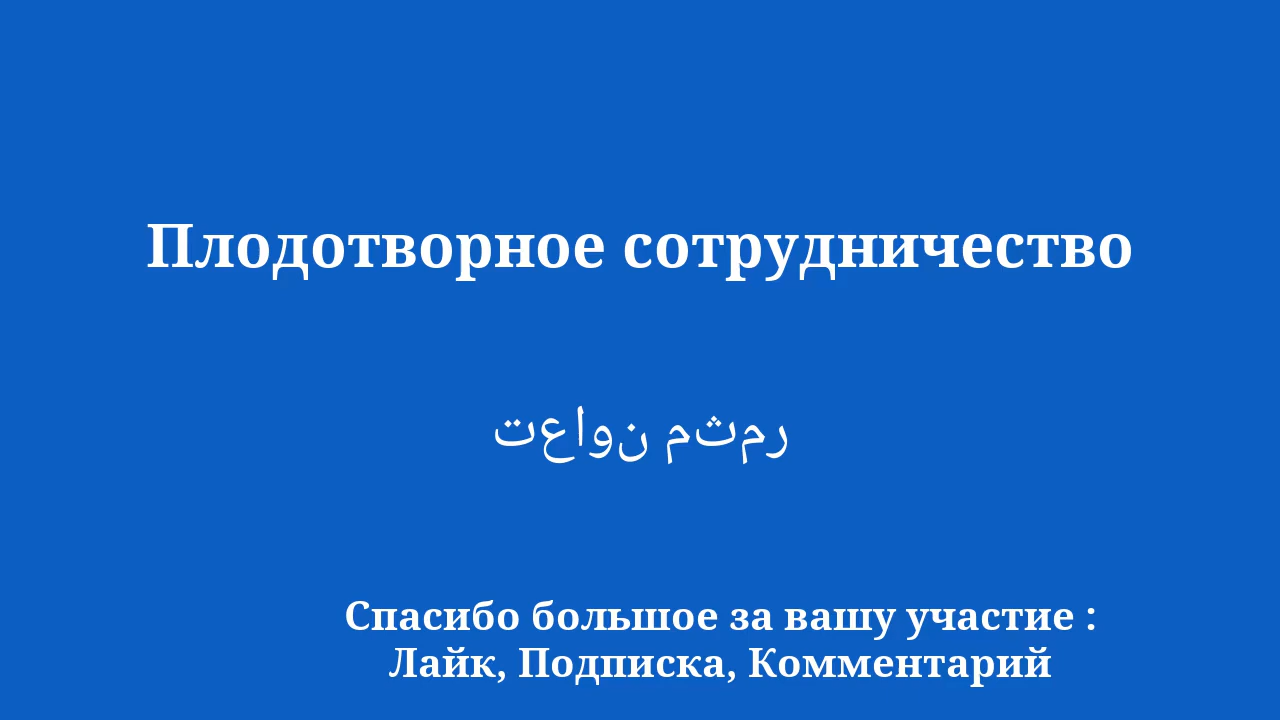 Плодотворное сотрудничество
تعاون مثمر
Спасибо большое за вашу участие :
Лайк, Подписка, Комментарий